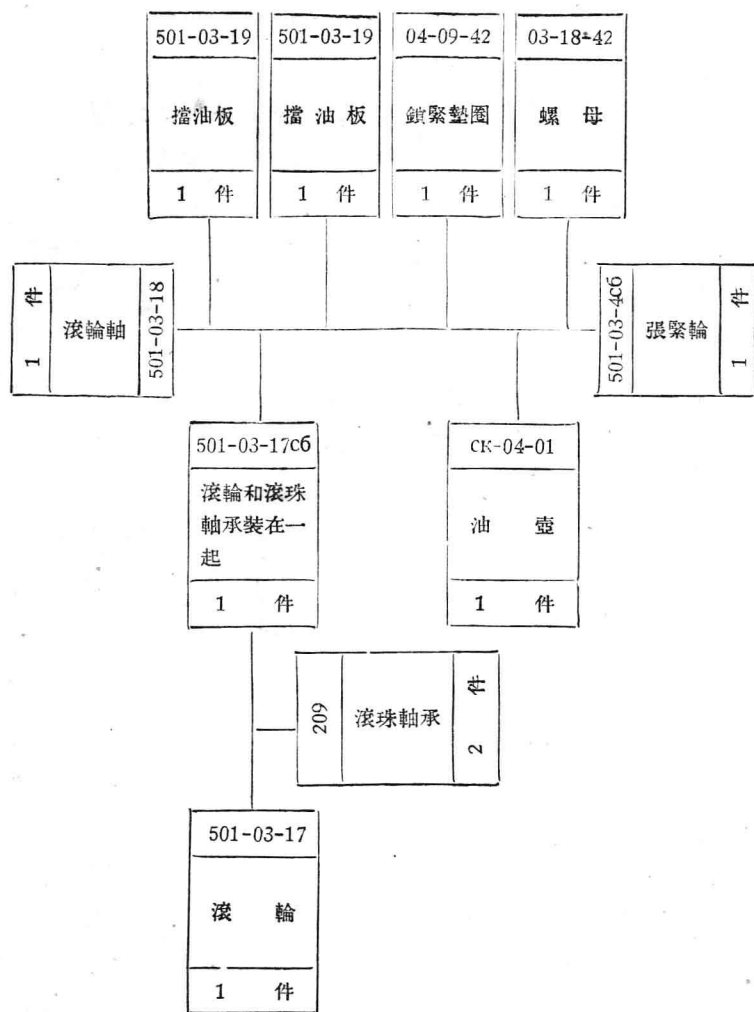 501-03-19
擋油板
1 件
501-03-19
擋油板
1 件
04-09-42
鎖緊墊圈
1 件
03-18-42
螺母
1 件
1 件
滾輪軸
501-03-18
501-03-4сб
張緊輪
1 件
501-03-17сб
滾輪和滾珠
軸承裝在一
起
1 件
СК-04-01
油壺
1 件
209
滾珠軸承
2 件
501-03-17
滾輪
1 件